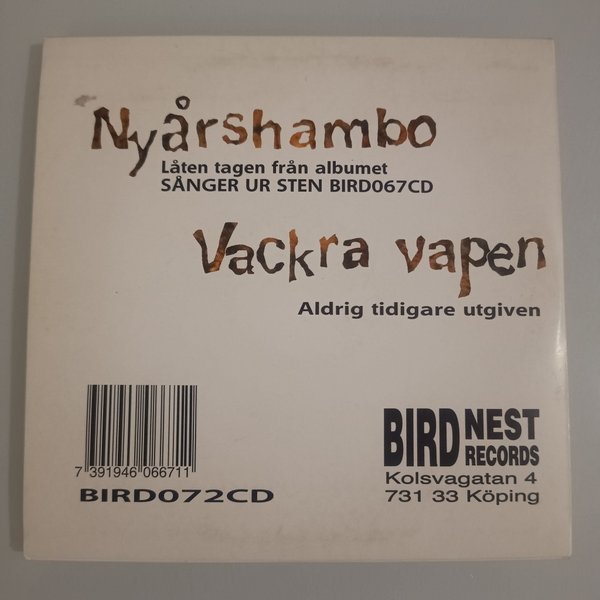 Nyårshambo
Låten tagen från albumet
SÅNGER UR STEN BIRD067CD
Vackra vapen
Aldrig tidigare utgiven
7 391946 066711
BIRD072CD
BIRD NEST
RECORDS
Kolsvagatan 4
731 33 Köping